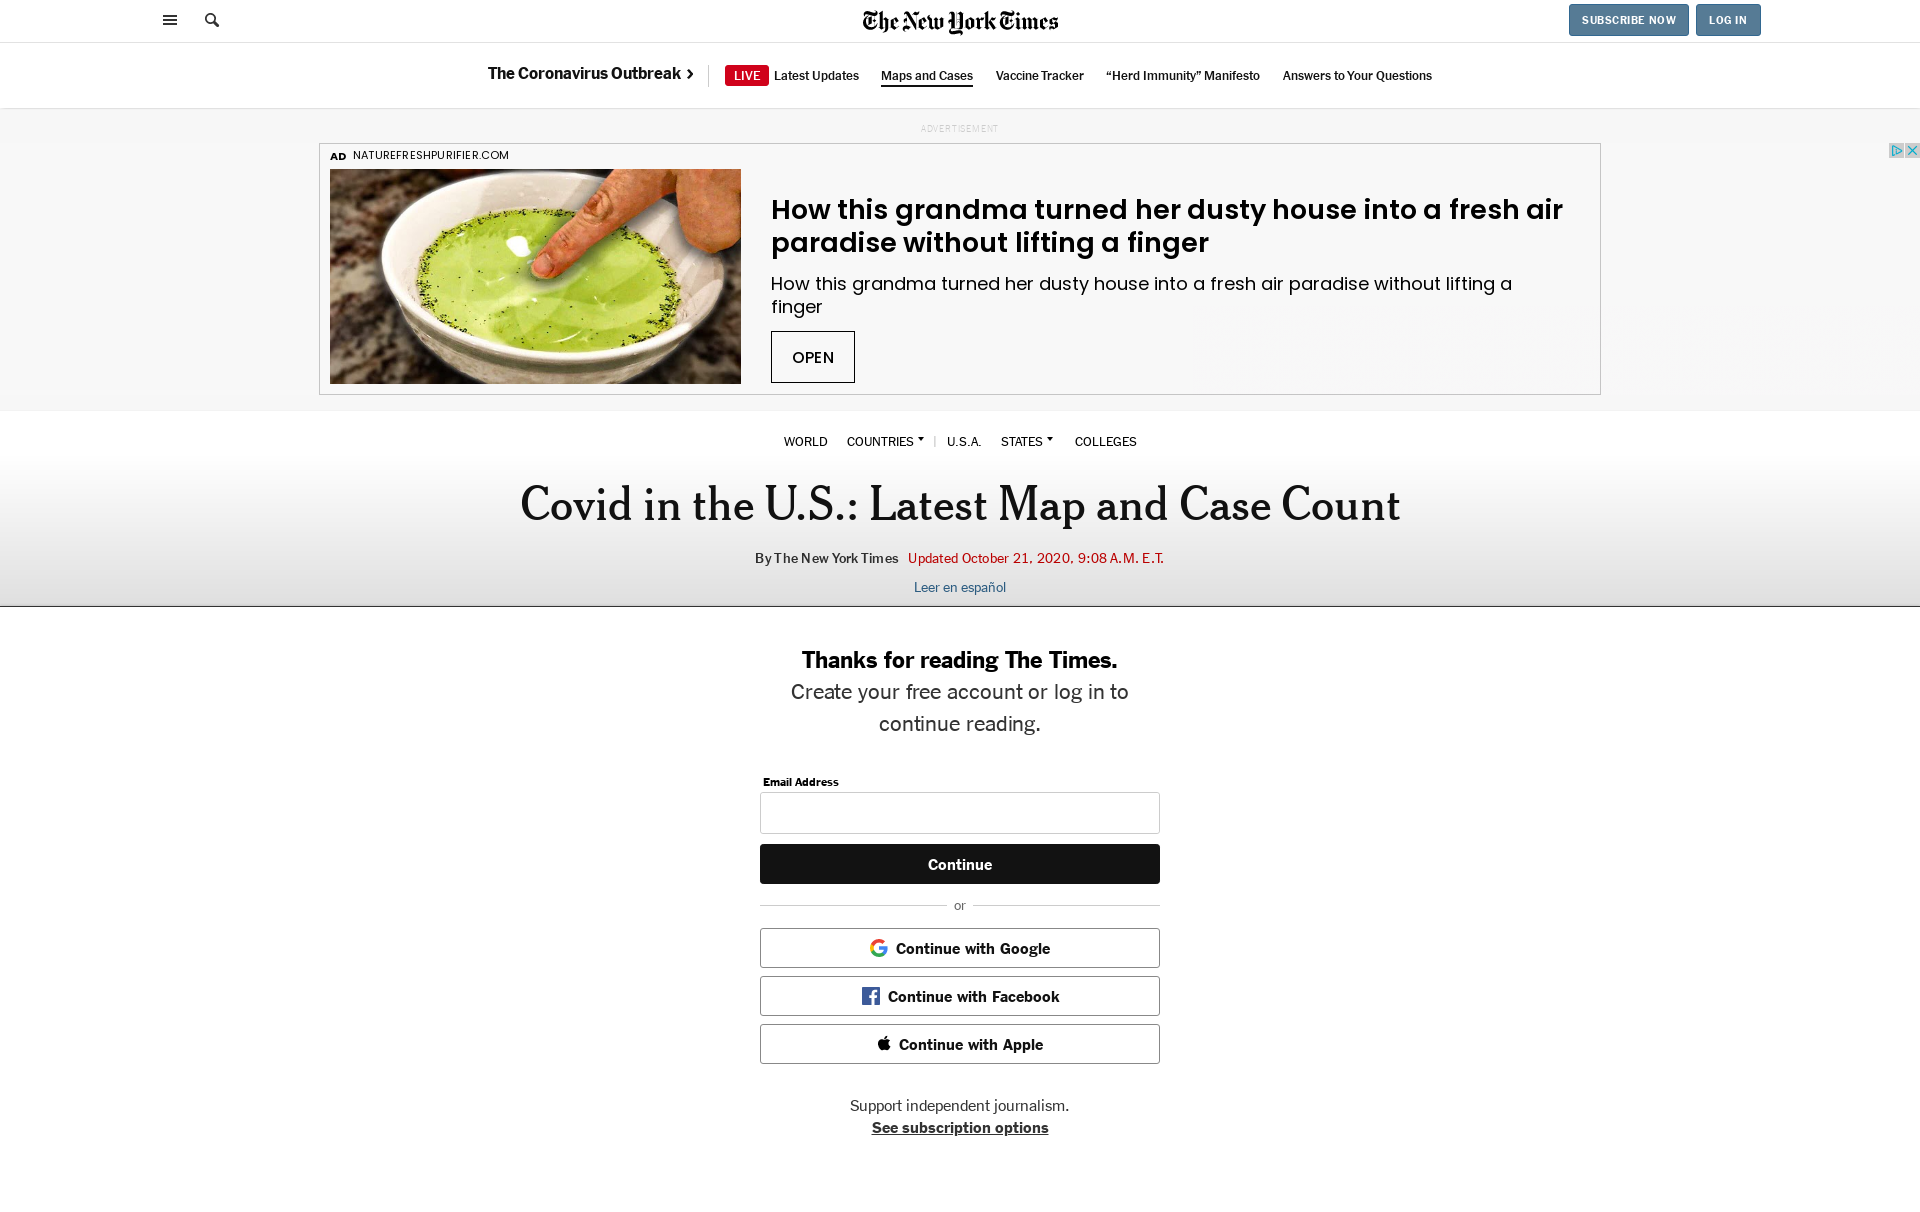 The New York Times
SUBSCRIBE NOW
LOG IN
The Coronavirus Outbreak ›
LIVE Latest Updates
Maps and Cases
Vaccine Tracker
“Herd Immunity” Manifesto
Answers to Your Questions
ADVERTISEMENT
AD NATUREFRESHPURIFIER.COM
How this grandma turned her dusty house into a fresh air
paradise without lifting a finger
How this grandma turned her dusty house into a fresh air paradise without lifting a
finger
OPEN
WORLD COUNTRIES | U.S.A. STATES COLLEGES
Covid in the U.S.: Latest Map and Case Count
By The New York Times Updated October 21, 2020, 9:08 A.M. E.T.
Leer en español
Thanks for reading The Times.
Create your free account or log in to
continue reading.
Email Address
Continue
or
Continue with Google
Continue with Facebook
Continue with Apple
Support independent journalism.
See subscription options